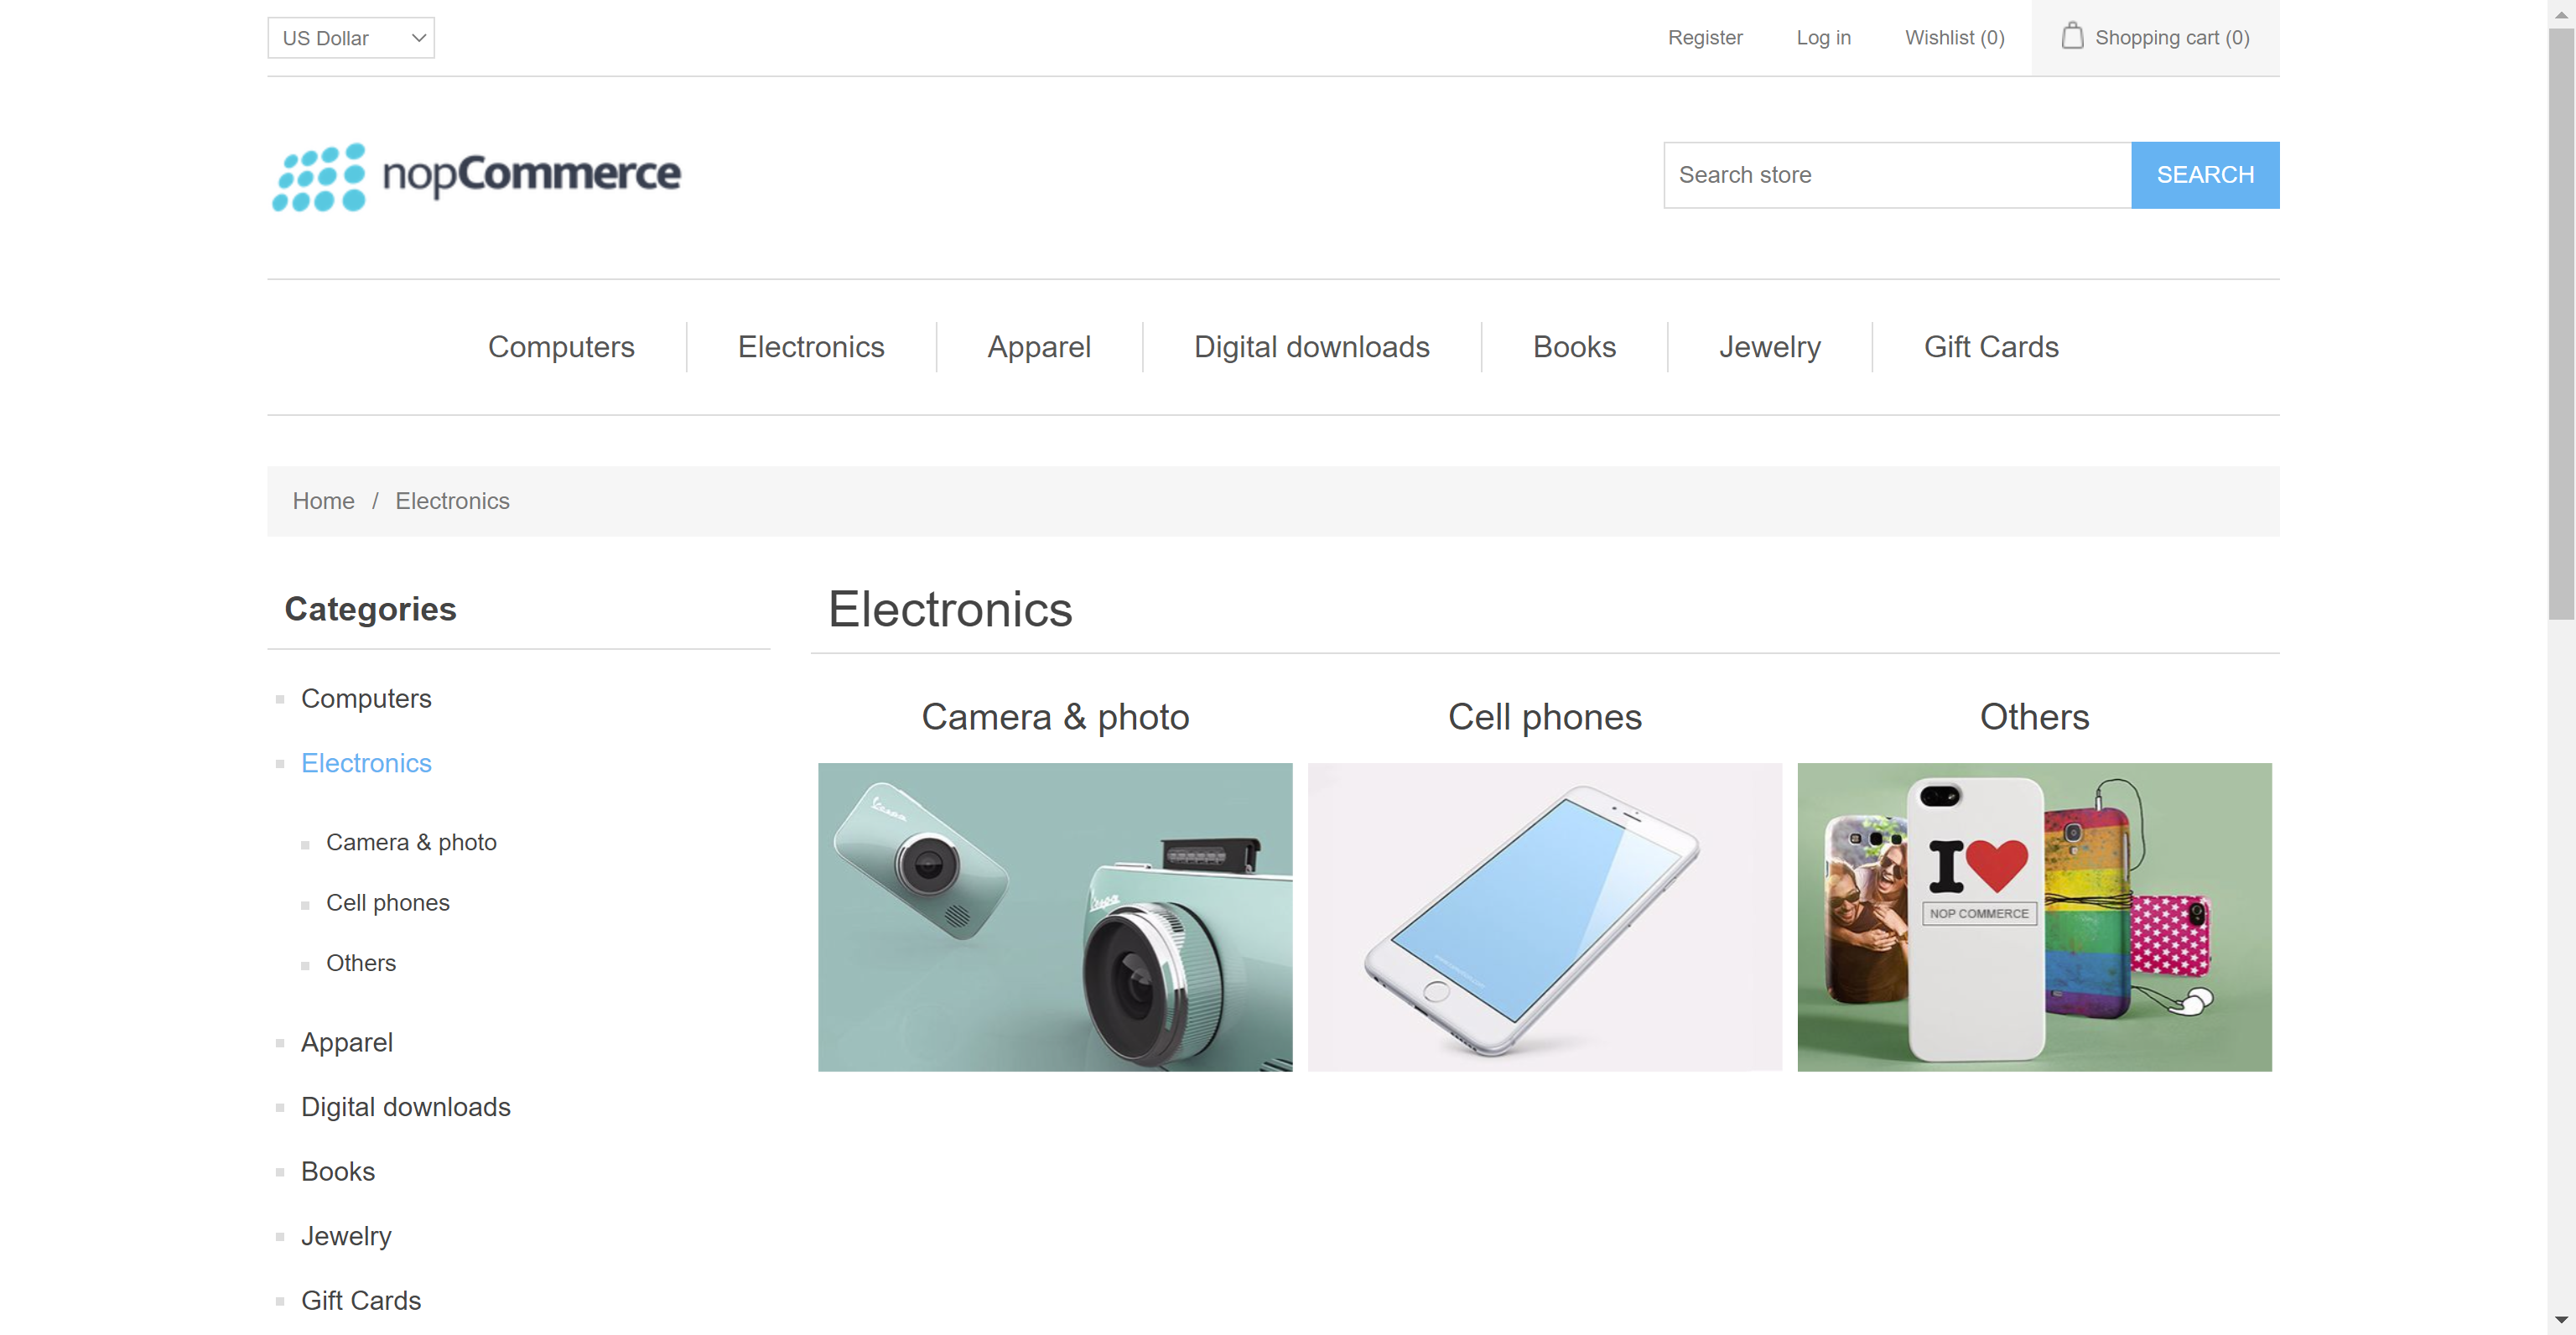 US Dollar
Register
Log in
Wishlist (0)
Shopping cart (0)
nopCommerce
Search store
SEARCH
Computers
Electronics
Apparel
Digital downloads
Books
Jewelry
Gift Cards
Home / Electronics
Categories
Computers
Electronics
Camera & photo
Cell phones
Others
Apparel
Digital downloads
Books
Jewelry
Gift Cards
Electronics
Camera & photo
Vespa
Vespa
Cell phones
Others
I
NOP COMMERCE